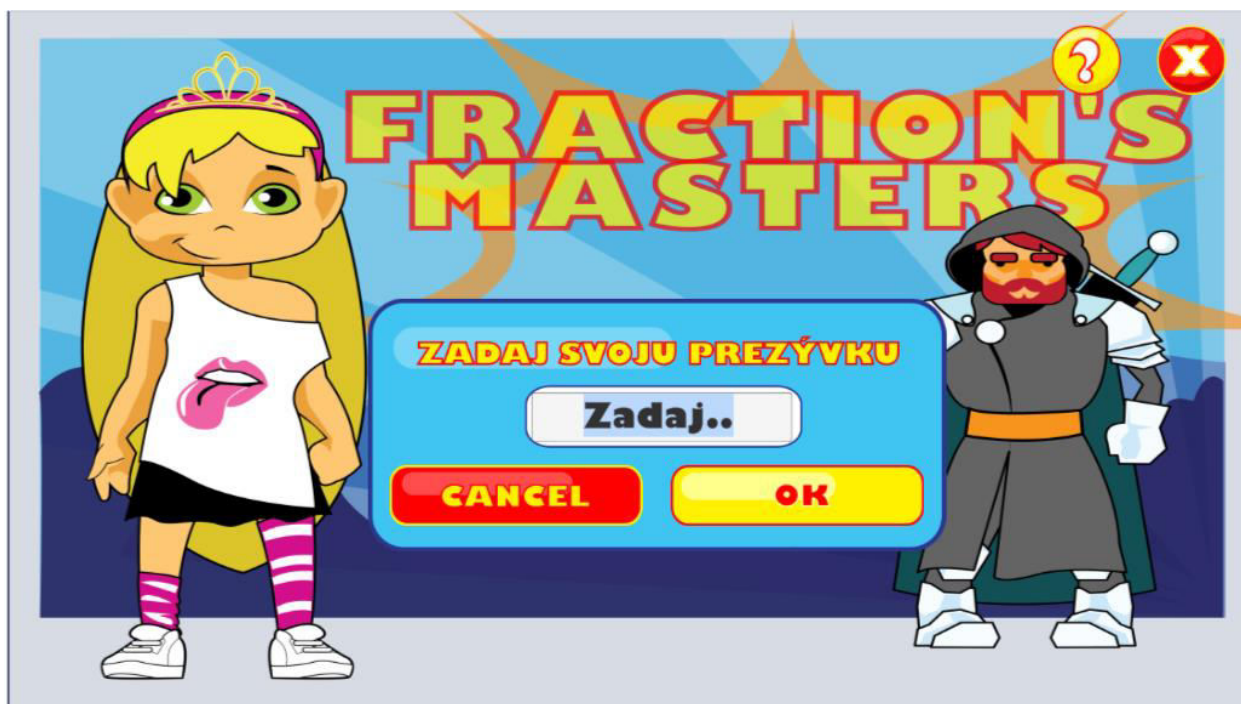 ?
X
FRACTION'S
MASTERS
ZADAJ SVOJU PREZÝVKU
Zadaj..
CANCEL
OK